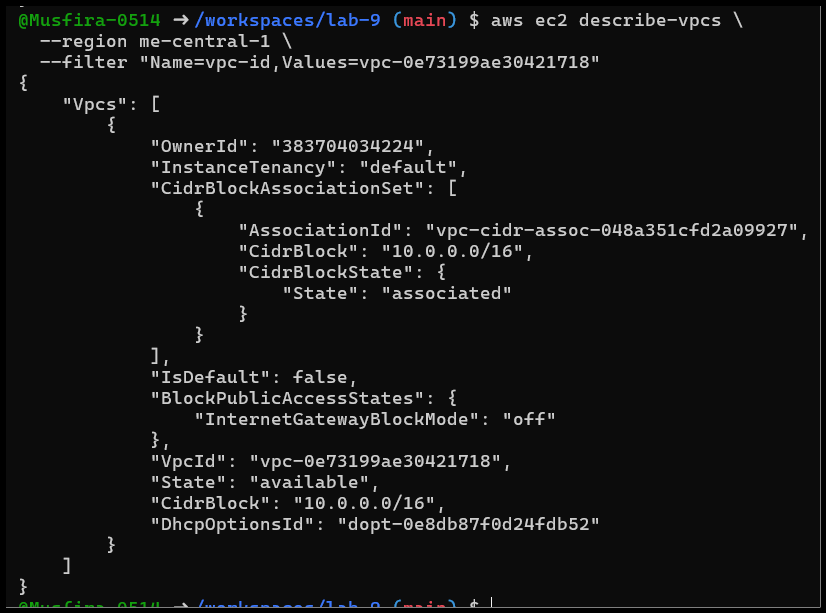 @Musfira-0514 ➜ /workspaces/lab-9 (main) $ aws ec2 describe-vpcs \
  --region me-central-1 \
  --filter "Name=vpc-id,Values=vpc-0e73199ae30421718"
{
    "Vpcs": [
        {
            "OwnerId": "383704034224",
            "InstanceTenancy": "default",
            "CidrBlockAssociationSet": [
                {
                    "AssociationId": "vpc-cidr-assoc-048a351cfd2a09927",
                    "CidrBlock": "10.0.0.0/16",
                    "CidrBlockState": {
                        "State": "associated"
                    }
                }
            ],
            "IsDefault": false,
            "BlockPublicAccessStates": {
                "InternetGatewayBlockMode": "off"
            },
            "VpcId": "vpc-0e73199ae30421718",
            "State": "available",
            "CidrBlock": "10.0.0.0/16",
            "DhcpOptionsId": "dopt-0e8db87f0d24fdb52"
        }
    ]
}
@Musfira-0514 ➜ /workspaces/lab-9 (main) $